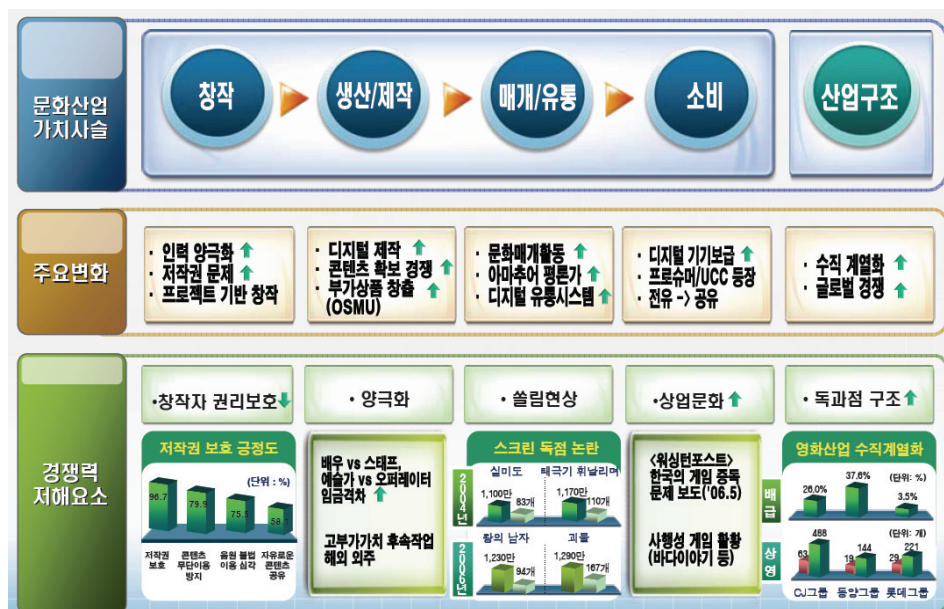 문화산업
가치사슬
창작
생산/제작
매개/유통
소비
산업구조
주요변화
· 인력 양극화
· 저작권 문제
· 프로젝트 기반 창작
· 디지털 제작
· 콘텐츠 확보 경쟁
· 부가상품 창출
(OSMU)
· 문화매개활동
· 아마추어 평론가
· 디지털 유통시스템
· 디지털 기기보급
· 프로슈머/UCC 등장
· 전유 -> 공유
· 수직 계열화
· 글로벌 경쟁
경쟁력
저해요소
•창작자 권리보호
• 양극화
• 쏠림현상
•상업문화
• 독과점 구조
저작권 보호 긍정도
(단위 : %)
96.7
79.9
75.5
58.1
저작권
보호
콘텐츠
무단이용
방지
음원 불법
이용 심각
자유로운
콘텐츠
공유
배우 vs 스태프,
예술가 vs 오퍼레이터
임금격차
고부가가치 후속작업
해외 외주
스크린 독점 논란
2004년
실미도
태극기 휘날리며
1,100만
83개
1,170만
110개
2006년
왕의 남자
괴물
1,230만
94개
1,290만
167개
<워싱턴포스트>
한국의 게임 중독
문제 보도('06.5)
사행성 게임 활황
(바다이야기 등)
영화산업 수직계열화
배급
(단위: %)
26.0%
37.6%
3.5%
상영
(단위: 개)
63
488
19
144
29
221
CJ그룹
동양그룹
롯데그룹